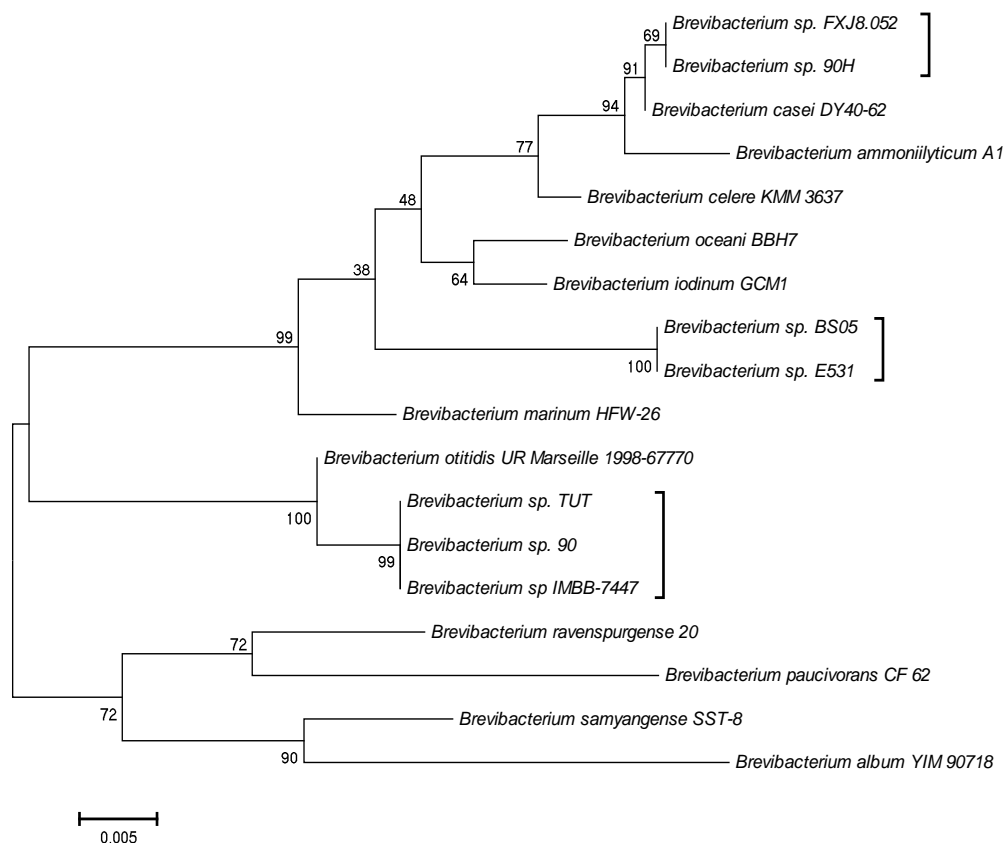 Brevibacterium sp. FXJ8.052
69
Brevibacterium sp. 90H
91
94
Brevibacterium casei DY40-62
77
Brevibacterium ammoniilyticum A1
Brevibacterium celere KMM 3637
48
Brevibacterium oceani BBH7
38
64
Brevibacterium iodinum GCM1
Brevibacterium sp. BS05
99
100
Brevibacterium sp. E531
Brevibacterium marinum HFW-26
Brevibacterium otitidis UR Marseille 1998-67770
Brevibacterium sp. TUT
100
Brevibacterium sp. 90
99
Brevibacterium sp IMBB-7447
Brevibacterium ravenspurgense 20
72
Brevibacterium paucivorans CF 62
72
Brevibacterium samyangense SST-8
90
Brevibacterium album YIM 90718
0.005